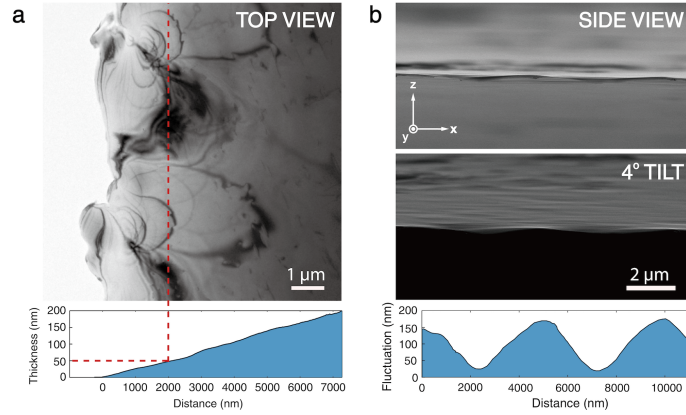 a
TOP VIEW
1 µm
Thickness (nm)
200
150
100
50
0
0
1000
2000
3000
4000
5000
6000
7000
Distance (nm)
b
SIDE VIEW
z
y
x
4° TILT
2 µm
Fluctuation (nm)
200
150
100
50
0
0
2000
4000
6000
8000
10000
Distance (nm)